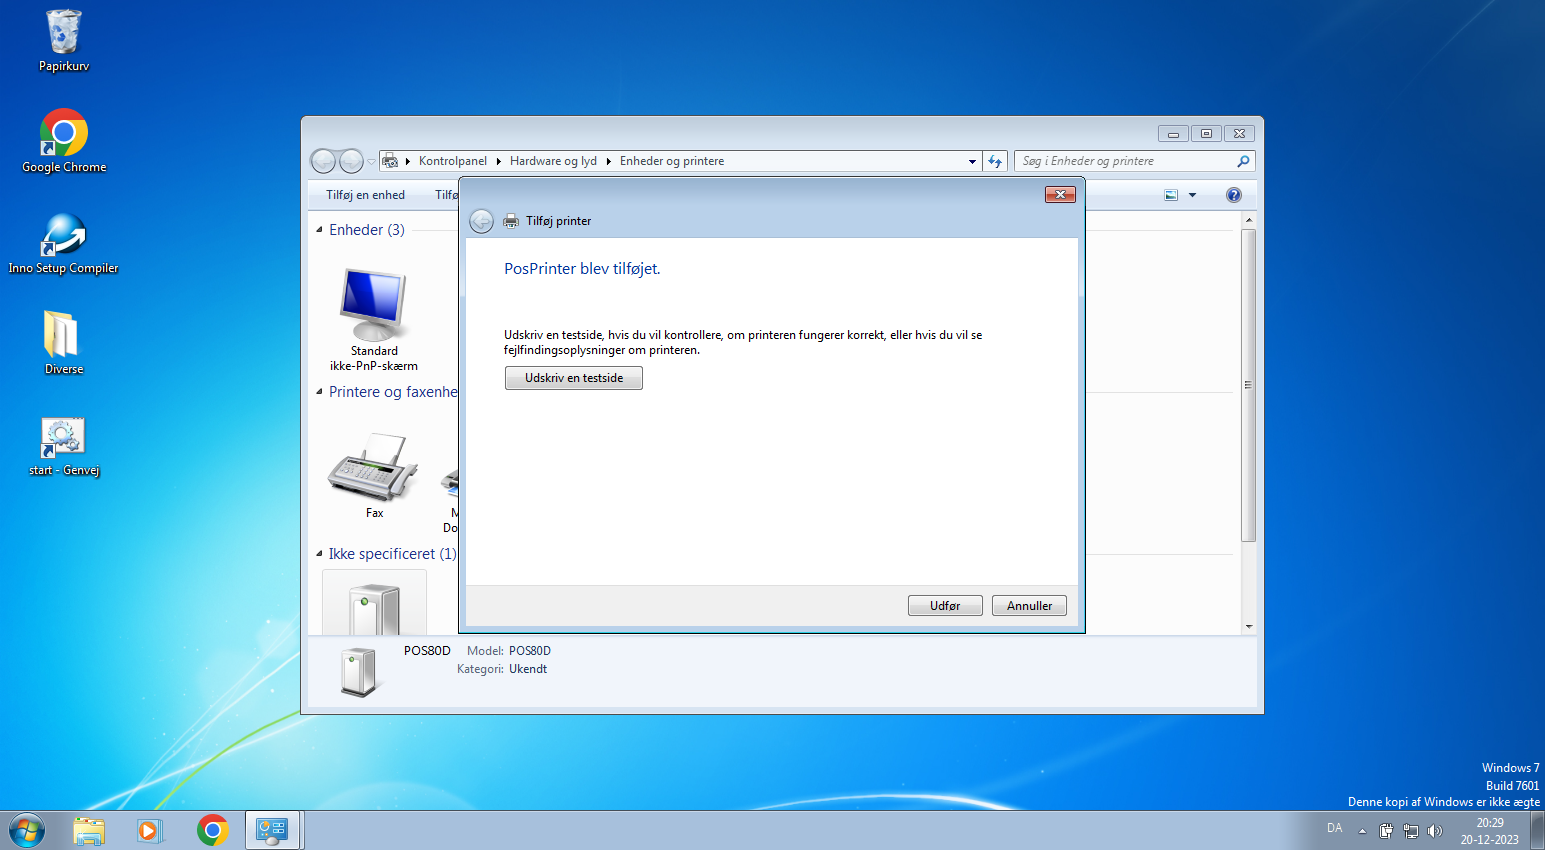 Papirkurv
Google Chrome
Inno Setup Compiler
Diverse
start - Genvej
Kontrolpanel
Hardware og lyd
Enheder og printere
Søg i Enheder og printere
Tilføj en enhed
Enheder (3)
Standard
ikke-PnP-skærm
Printere og faxenhe
Fax
M
Do
Ikke specificeret (1)
Tilføj printer
PosPrinter blev tilføjet.
Udskriv en testside, hvis du vil kontrollere, om printeren fungerer korrekt, eller hvis du vil se
fejlfindingsoplysninger om printeren.
Udskriv en testside
Udfør
Annuller
POS80D
Model: POS80D
Kategori: Ukendt
Windows 7
Build 7601
Denne kopi af Windows er ikke ægte
DA
20:29
20-12-2023